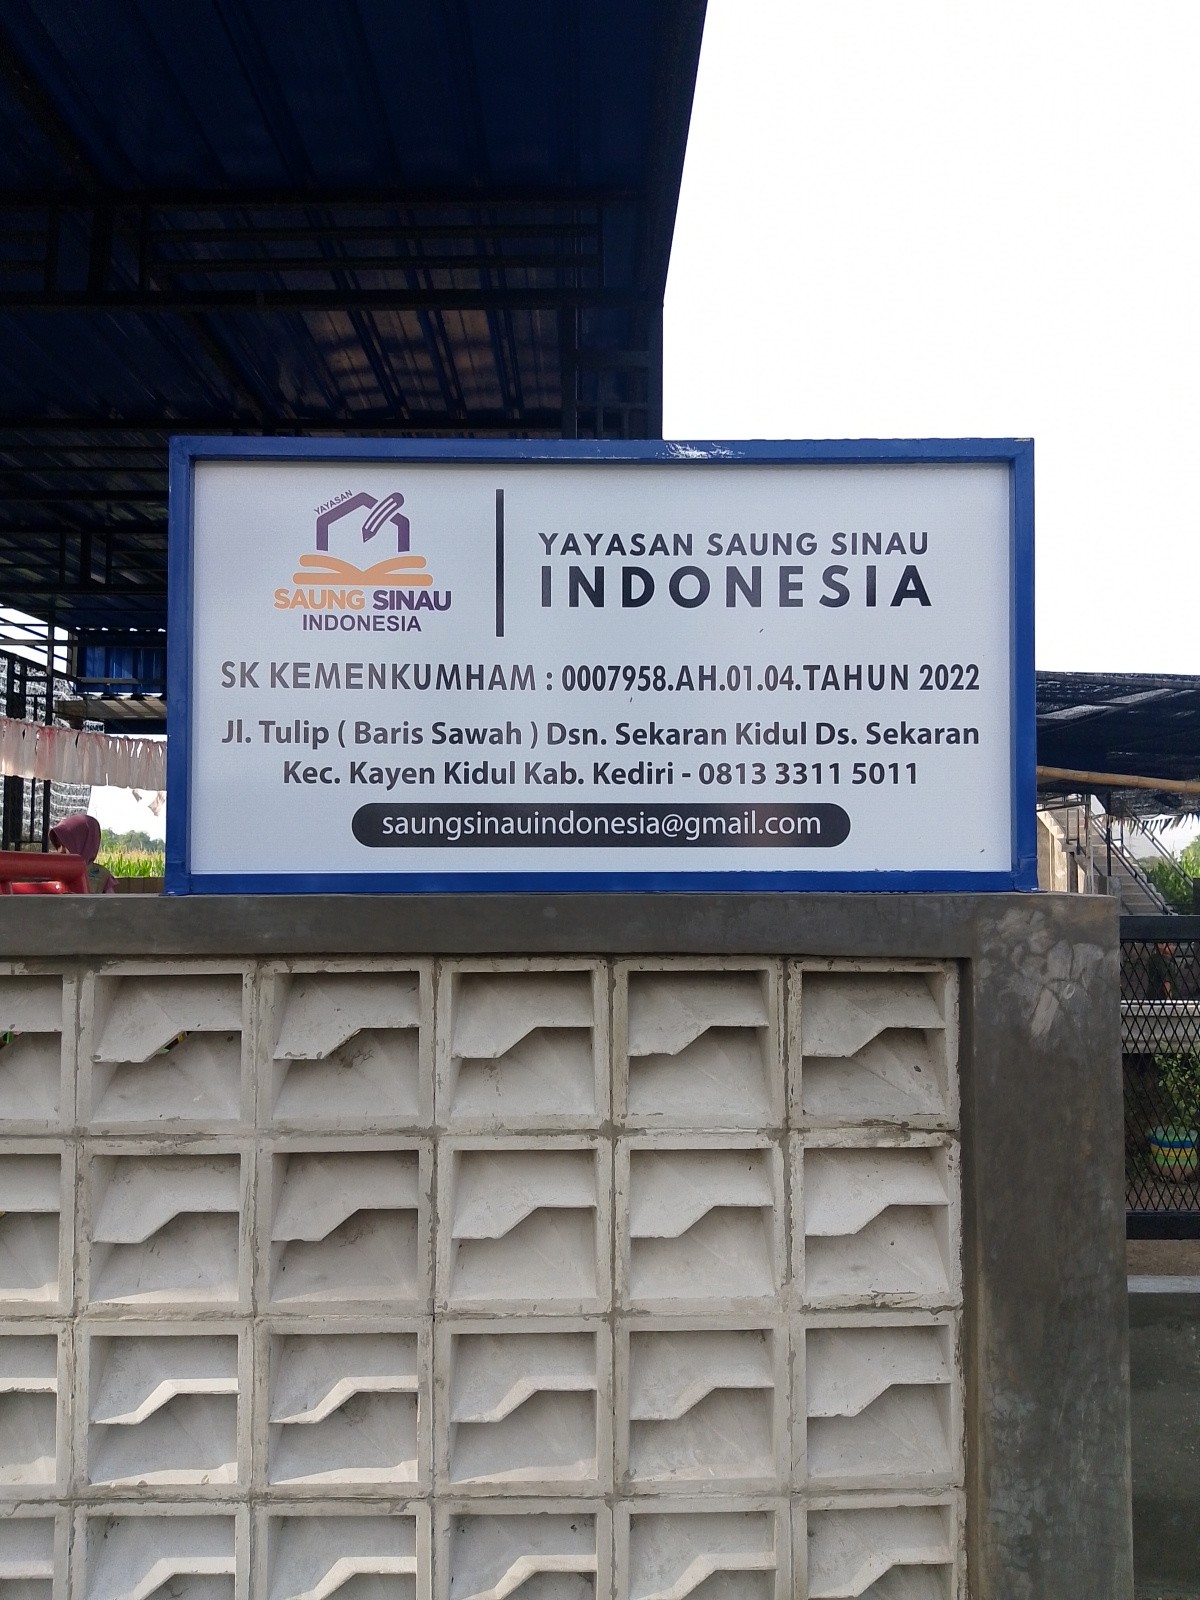 YAYASAN
SAUNG SINAU
INDONESIA
YAYASAN SAUNG SINAU
INDONESIA
SK KEMENKUMHAM : 0007958.AH.01.04.TAHUN 2022
Jl. Tulip ( Baris Sawah ) Dsn. Sekaran Kidul Ds. Sekaran
Kec. Kayen Kidul Kab. Kediri - 0813 3311 5011
saungsinauindonesia@gmail.com